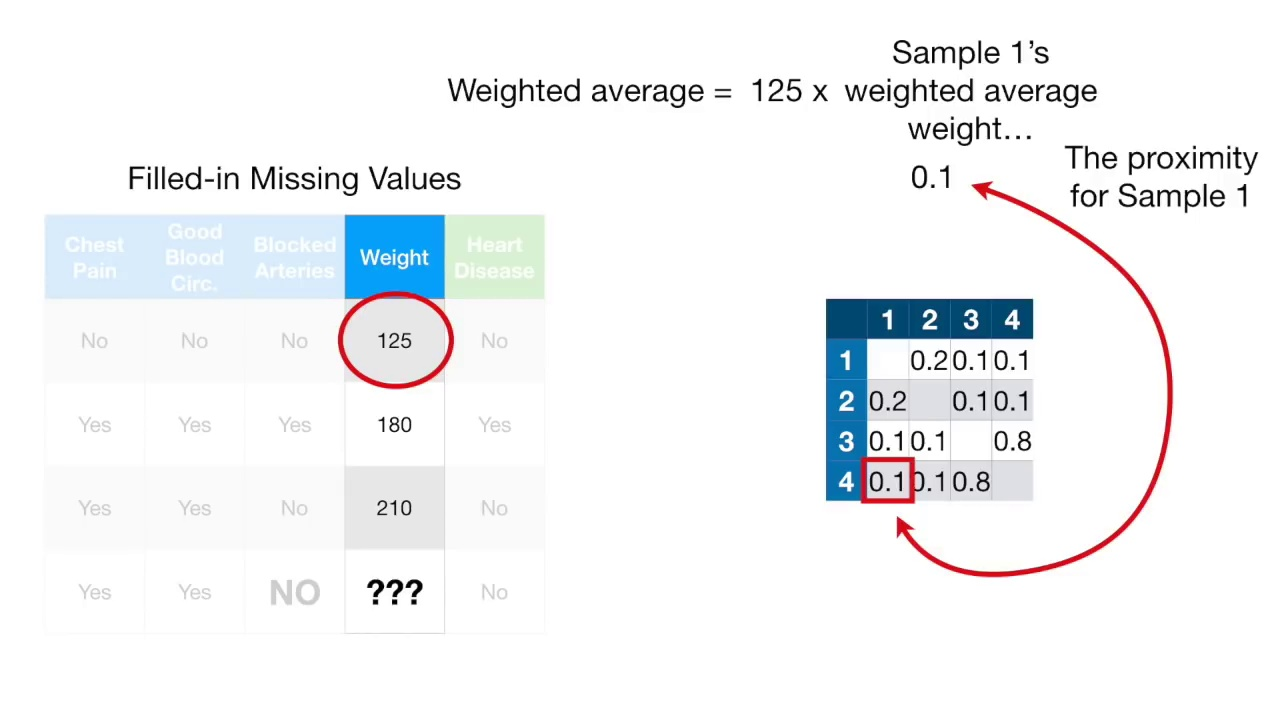 Sample 1's
Weighted average = 125 x weighted average
weight…
0.1
The proximity
for Sample 1
Filled-in Missing Values
Chest Pain Good Blood Circ. Blocked Arteries Weight Heart Disease
No No No 125 No
Yes Yes Yes 180 Yes
Yes Yes No 210 No
Yes Yes NO ??? No
1 2 3 4
1 0.2 0.1 0.1
2 0.2 0.1 0.1
3 0.1 0.1 0.8
4 0.1 0.1 0.8